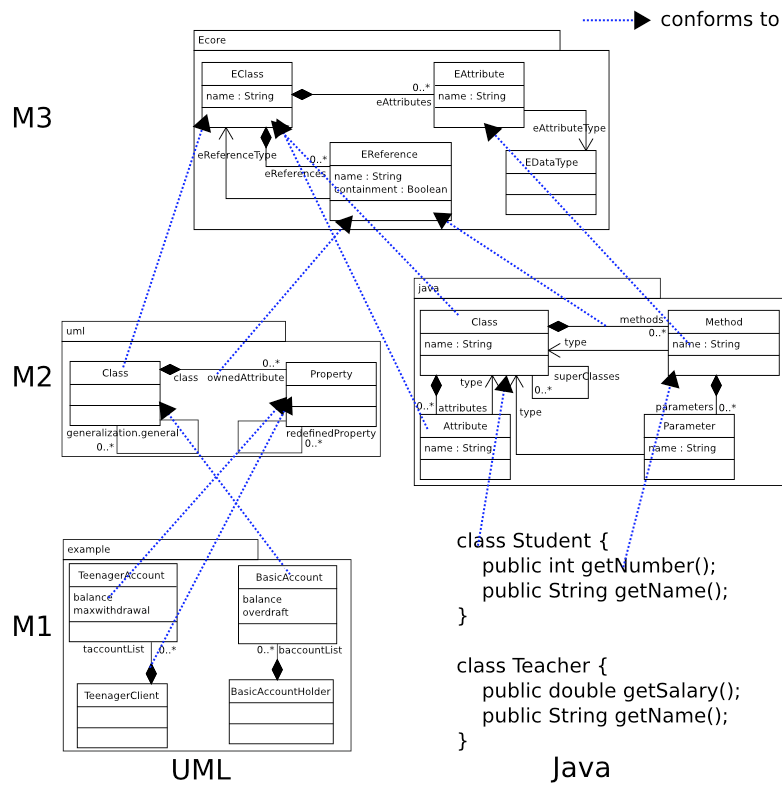 conforms to
Ecore
M3
EClass
name : String
0..*
eAttributes
EAttribute
name : String
eAttributeType
EDataType
eReferenceType
0..*
eReferences
EReference
name : String
containment : Boolean
M2
uml
Class
class
ownedAttribute
0..*
Property
generalization.general
0..*
redefinedProperty
0..*
java
Class
name : String
methods
0..*
Method
name : String
type
superClasses
0..*
type
type
0..*
attributes
Attribute
name : String
parameters
0..*
Parameter
name : String
M1
example
TeenagerAccount
balance
maxwithdrawal
BasicAccount
balance
overdraft
taccountList
0..*
0..*
baccountList
TeenagerClient
BasicAccountHolder
class Student {
public int getNumber();
public String getName();
}
class Teacher {
public double getSalary();
public String getName();
}
UML
Java